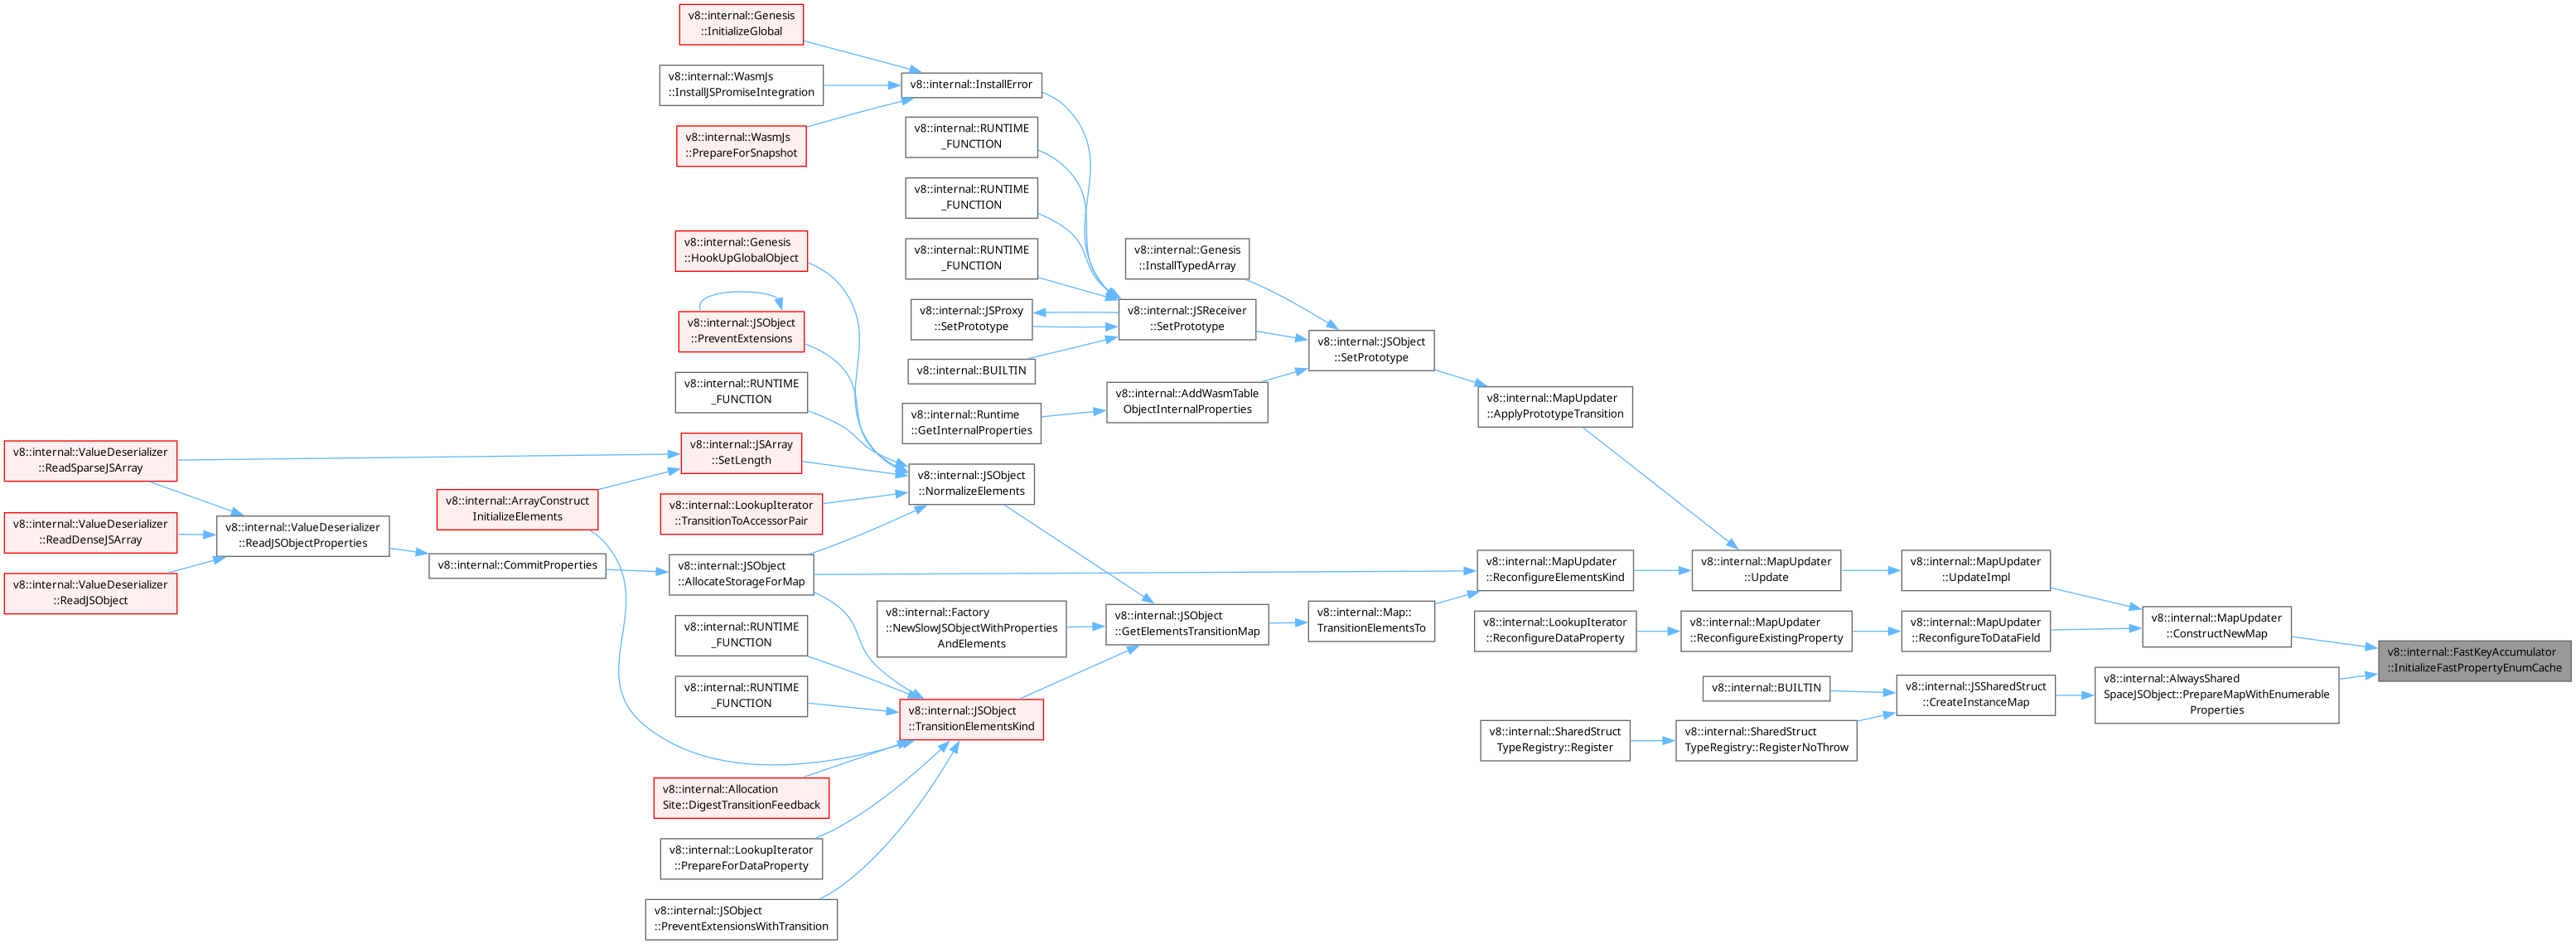 v8::internal::Genesis
::InitializeGlobal
v8::internal::WasmJs
::InstallJSPromiseIntegration
v8::internal::InstallError
v8::internal::WasmJs
::PrepareForSnapshot
v8::internal::RUNTIME
_FUNCTION
v8::internal::RUNTIME
_FUNCTION
v8::internal::Genesis
::HookUpGlobalObject
v8::internal::RUNTIME
_FUNCTION
v8::internal::Genesis
::InstallTypedArray
v8::internal::JSObject
::PreventExtensions
v8::internal::JSProxy
::SetPrototype
v8::internal::JSReceiver
::SetPrototype
v8::internal::JSObject
::SetPrototype
v8::internal::BUILTIN
v8::internal::RUNTIME
_FUNCTION
v8::internal::AddWasmTable
ObjectInternalProperties
v8::internal::MapUpdater
::ApplyPrototypeTransition
v8::internal::Runtime
::GetInternalProperties
v8::internal::ValueDeserializer
::ReadSparseJSArray
v8::internal::JSArray
::SetLength
v8::internal::JSObject
::NormalizeElements
v8::internal::ArrayConstruct
InitializeElements
v8::internal::LookupIterator
::TransitionToAccessorPair
v8::internal::ValueDeserializer
::ReadDenseJSArray
v8::internal::ValueDeserializer
::ReadJSObjectProperties
v8::internal::CommitProperties
v8::internal::JSObject
::AllocateStorageForMap
v8::internal::MapUpdater
::ReconfigureElementsKind
v8::internal::MapUpdater
::Update
v8::internal::MapUpdater
::UpdateImpl
v8::internal::ValueDeserializer
::ReadJSObject
v8::internal::Factory
::NewSlowJSObjectWithProperties
AndElements
v8::internal::JSObject
::GetElementsTransitionMap
v8::internal::Map::
TransitionElementsTo
v8::internal::LookupIterator
::ReconfigureDataProperty
v8::internal::MapUpdater
::ReconfigureExistingProperty
v8::internal::MapUpdater
::ReconfigureToDataField
v8::internal::MapUpdater
::ConstructNewMap
v8::internal::RUNTIME
_FUNCTION
v8::internal::FastKeyAccumulator
::InitializeFastPropertyEnumCache
v8::internal::RUNTIME
_FUNCTION
v8::internal::BUILTIN
v8::internal::JSSharedStruct
::CreateInstanceMap
v8::internal::AlwaysShared
SpaceJSObject::PrepareMapWithEnumerable
Properties
v8::internal::JSObject
::TransitionElementsKind
v8::internal::SharedStruct
TypeRegistry::Register
v8::internal::SharedStruct
TypeRegistry::RegisterNoThrow
v8::internal::Allocation
Site::DigestTransitionFeedback
v8::internal::LookupIterator
::PrepareForDataProperty
v8::internal::JSObject
::PreventExtensionsWithTransition